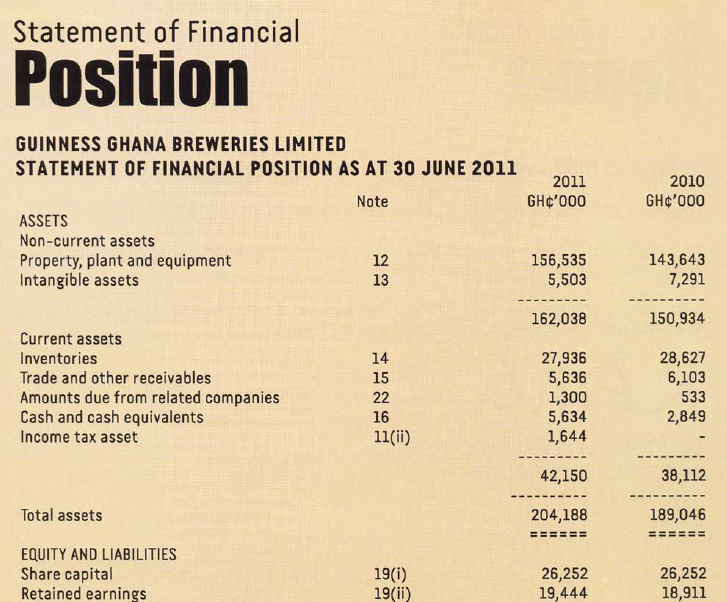 Statement of Financial
Position
GUINNESS GHANA BREWERIES LIMITED
STATEMENT OF FINANCIAL POSITION AS AT 30 JUNE 2011
2011 2010
Note GH¢'000 GH¢'000
ASSETS
Non-current assets
Property, plant and equipment 12 156,535 143,643
Intangible assets 13 5,503 7,291
--------- ---------
162,038 150,934
Current assets
Inventories 14 27,936 28,627
Trade and other receivables 15 5,636 6,103
Amounts due from related companies 22 1,300 533
Cash and cash equivalents 16 5,634 2,849
Income tax asset 11(ii) 1,644 -
--------- ---------
42,150 38,112
--------- ---------
Total assets 204,188 189,046
====== ======
EQUITY AND LIABILITIES
Share capital 19(i) 26,252 26,252
Retained earnings 19(ii) 19,444 18,911